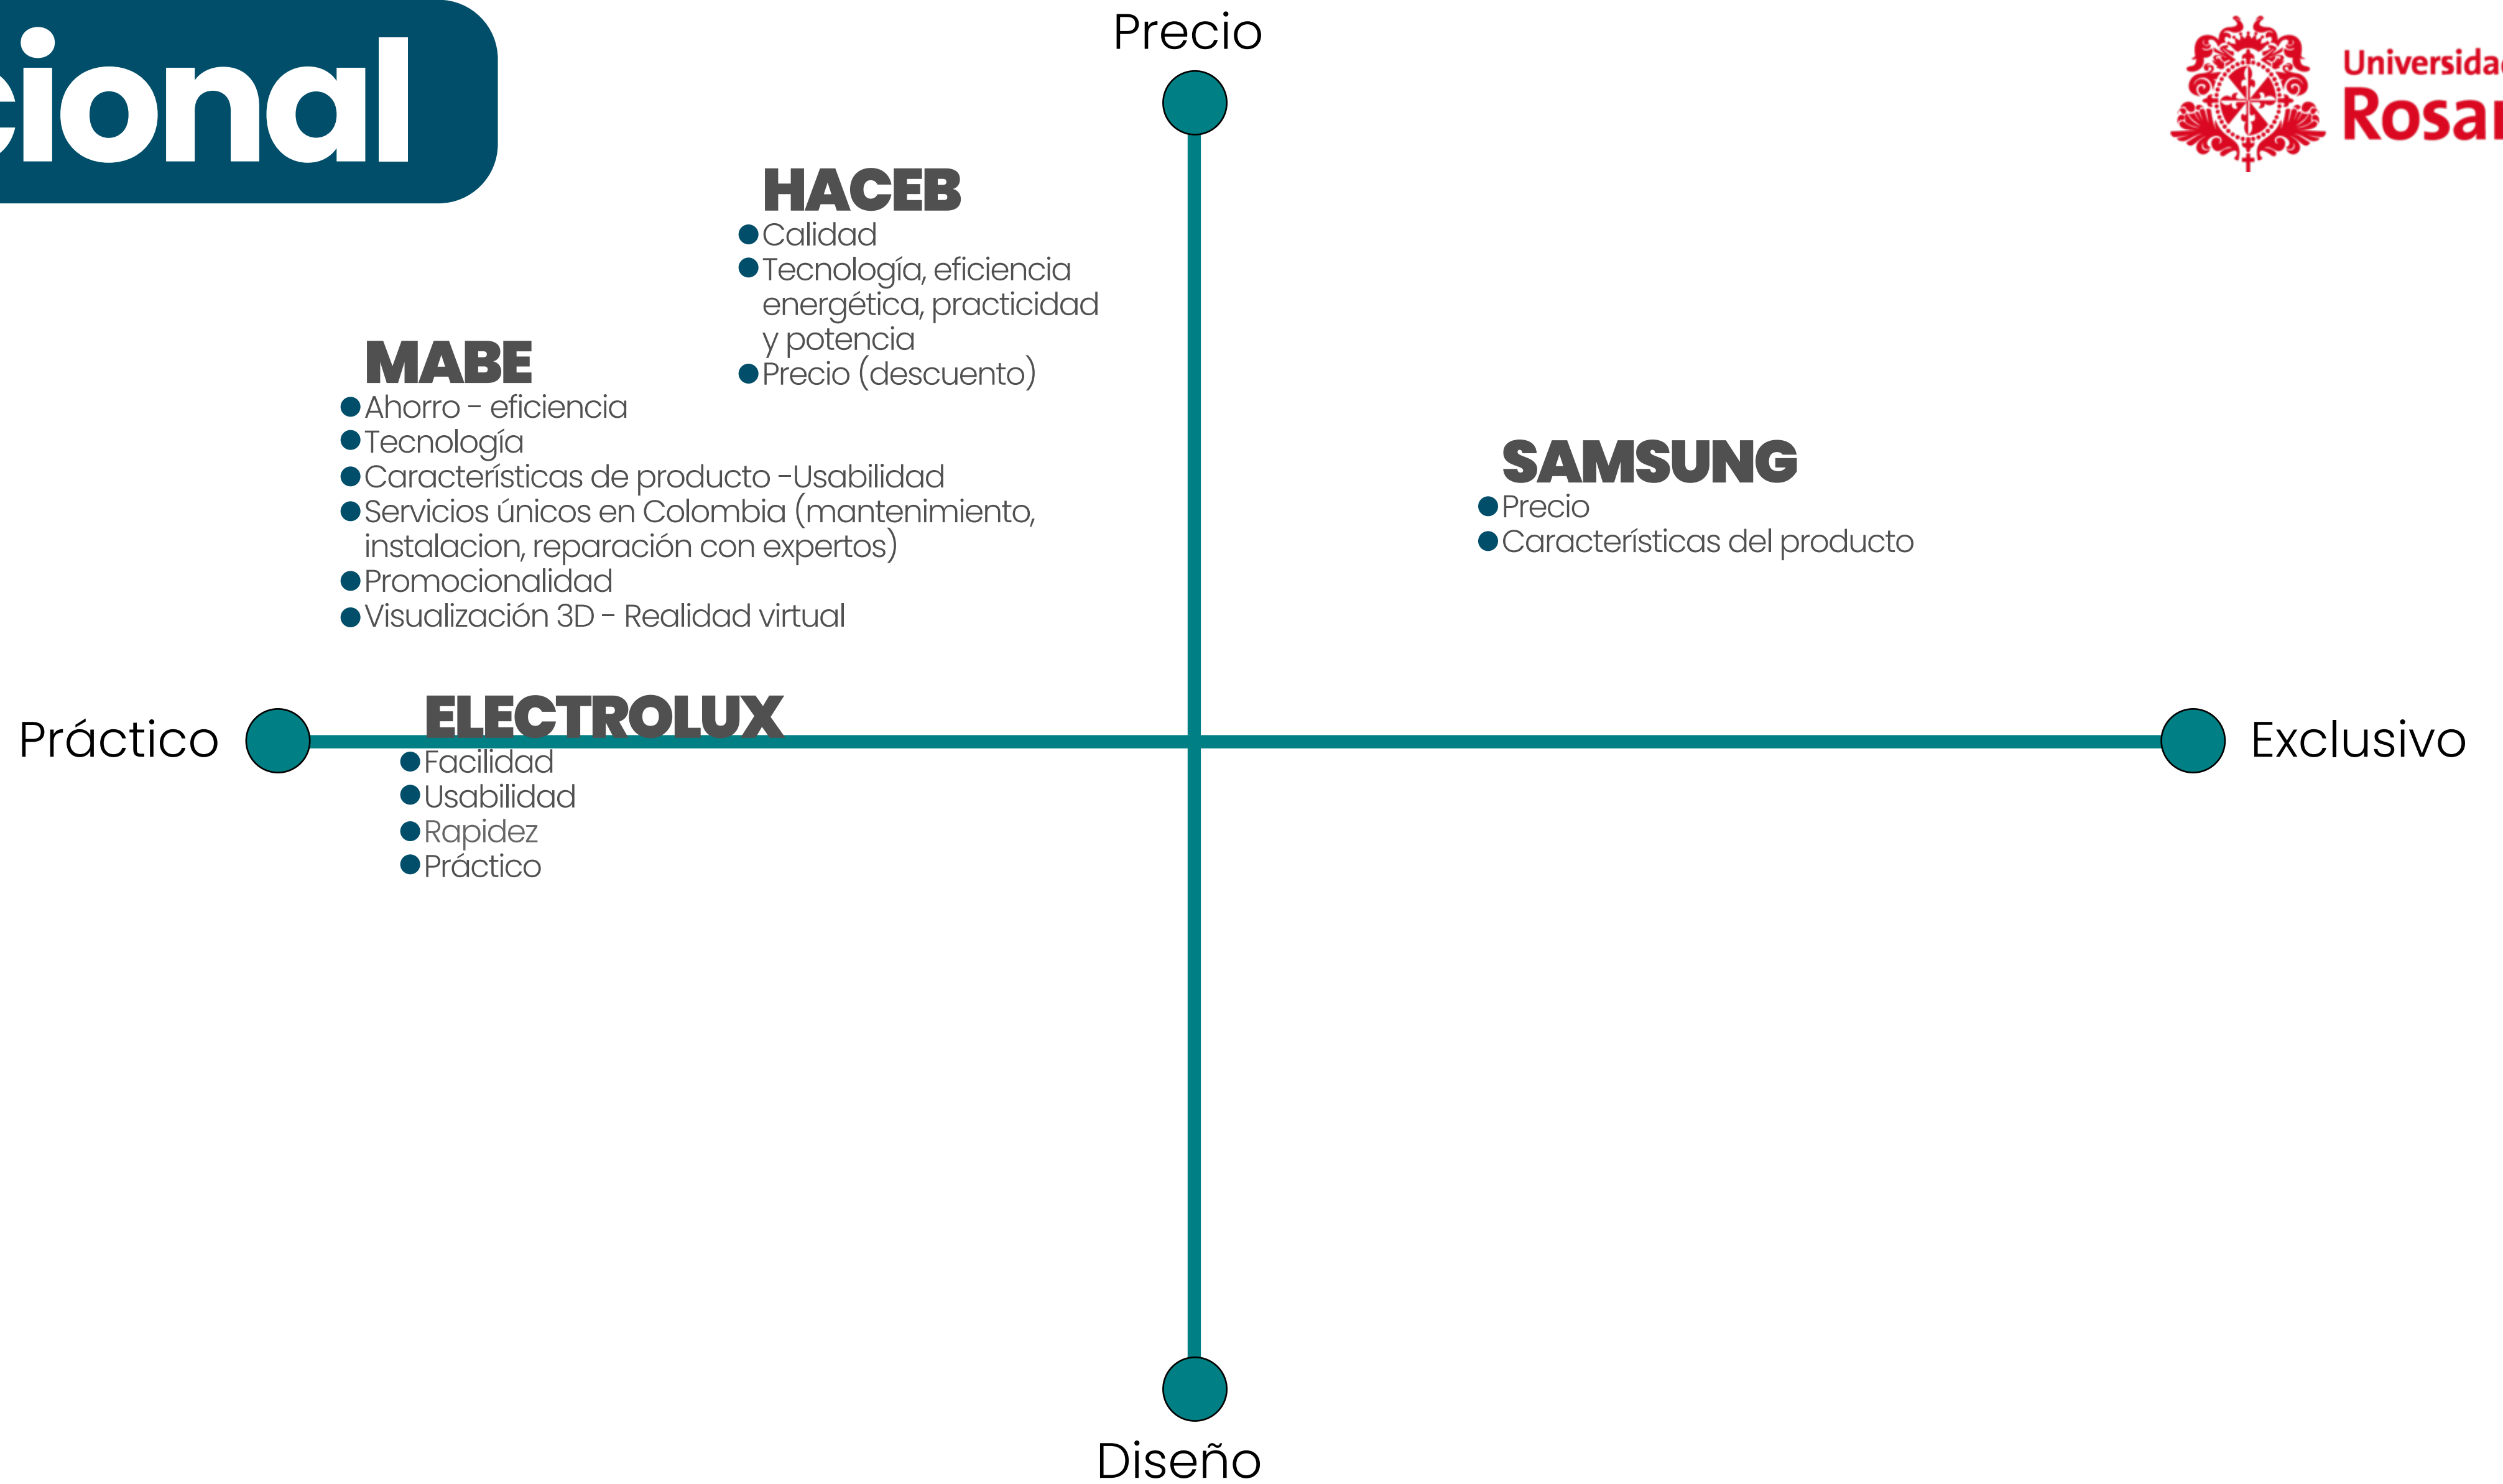 cional
Precio
Universidad
Rosar
HACEB
Calidad
Tecnología, eficiencia
energética, practicidad
y potencia
Precio (descuento)
MABE
Ahorro - eficiencia
Tecnología
Características de producto -Usabilidad
Servicios únicos en Colombia (mantenimiento,
instalacion, reparación con expertos)
Promocionalidad
Visualización 3D - Realidad virtual
SAMSUNG
Precio
Características del producto
Práctico
ELECTROLUX
Facilidad
Usabilidad
Rapidez
Práctico
Exclusivo
Diseño